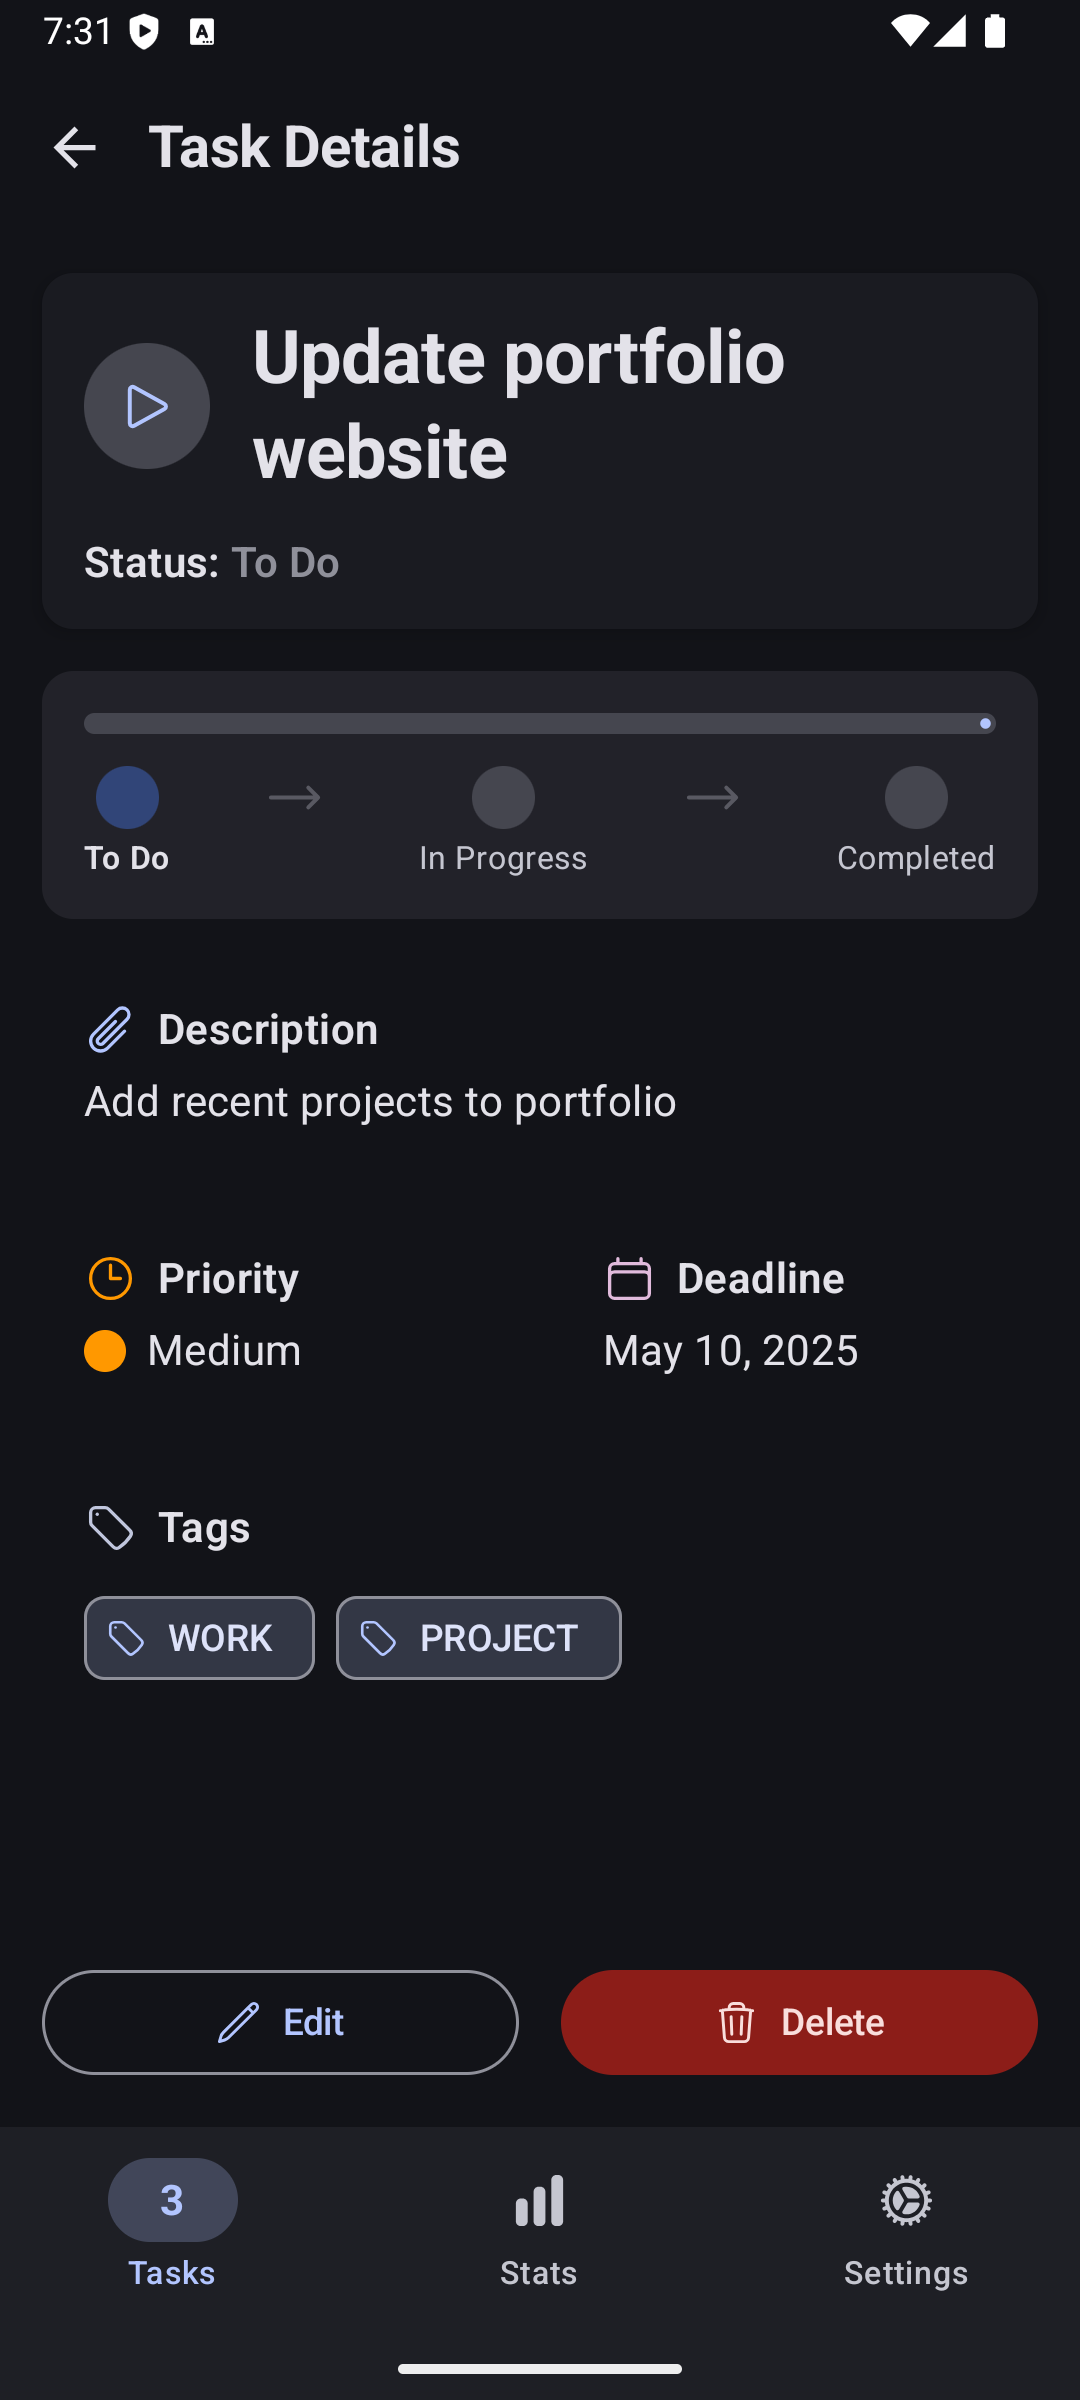 7:31
Task Details
Update portfolio
website
Status: To Do
To Do
In Progress
Completed
Description
Add recent projects to portfolio
Priority
Deadline
Medium
May 10, 2025
Tags
WORK
PROJECT
Edit
Delete
3
Tasks
Stats
Settings